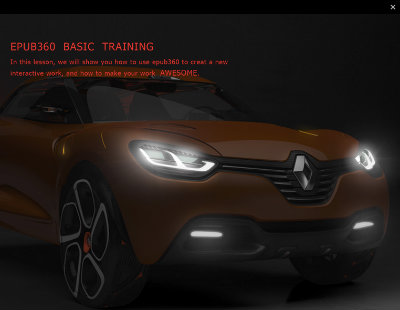 EPUB360 BASIC TRAINING
In this lesson, we will show you how to use epub360 to creat a new
interactive work, and how to make your work AWESOME.